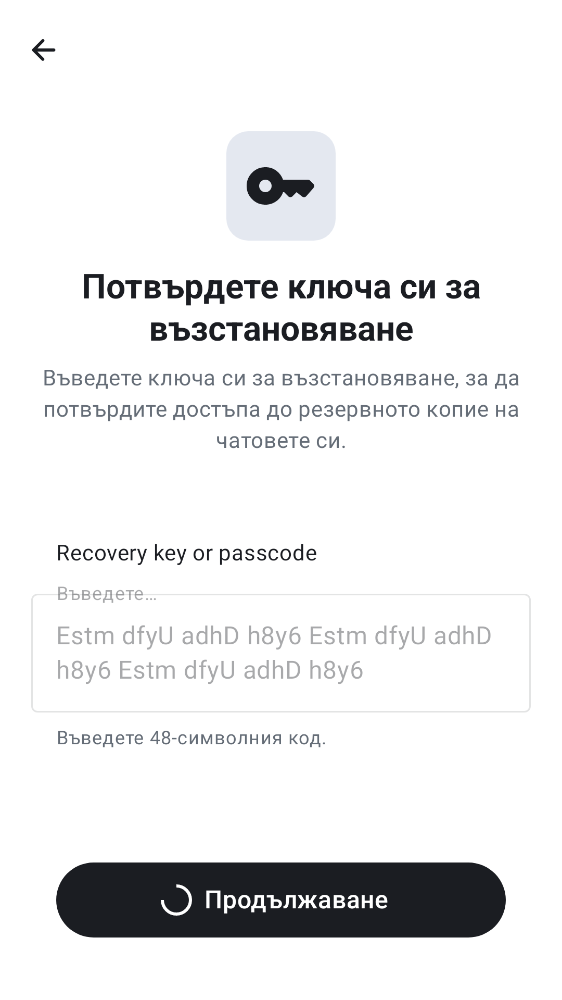 Потвърдете ключа си за
възстановяване
Въведете ключа си за възстановяване, за да
потвърдите достъпа до резервното копие на
чатовете си.
Recovery key or passcode
Въведете…
Estm dfyU adhD h8y6 Estm dfyU adhD
h8y6 Estm dfyU adhD h8y6
Въведете 48-символния код.
Продължаване